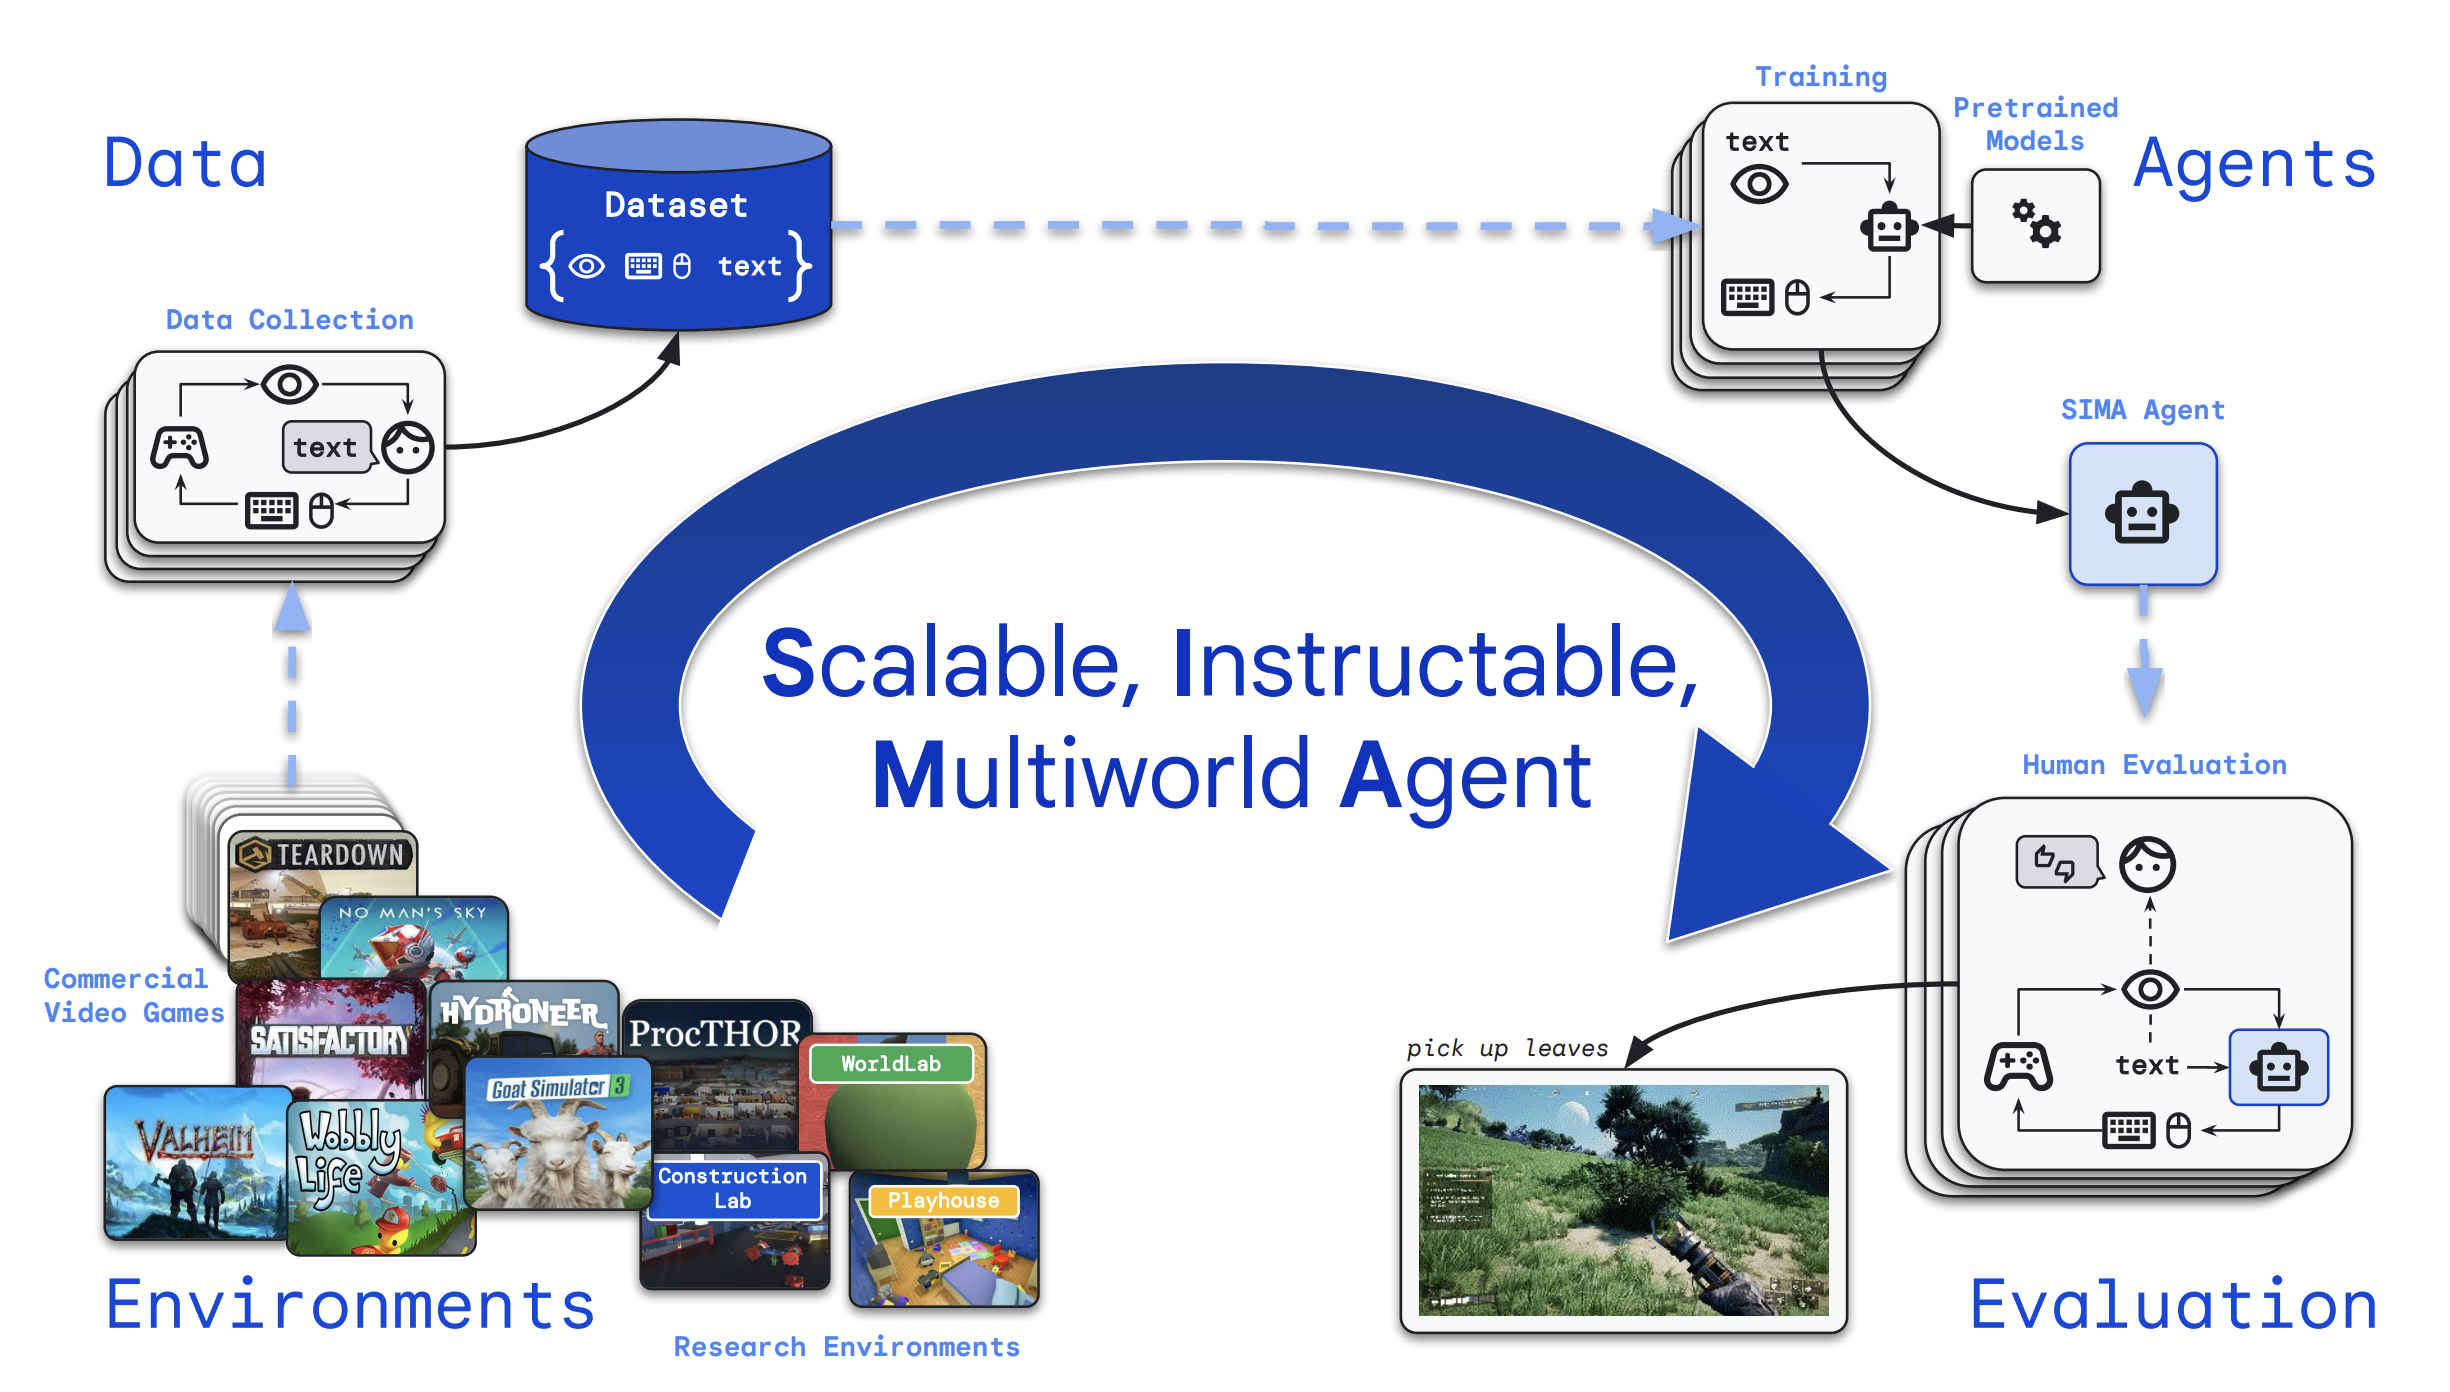 Data
Dataset
text
Data Collection
text
Training
text
Pretrained
Models
Agents
SIMA Agent
Scalable, Instructable,
Multiworld Agent
Human Evaluation
text
pick up leaves
Evaluation
TEARDOWN
NO MAN'S SKY
Commercial
Video Games
SATISFACTORY
HYDRONEER
ProcTHOR
WorldLab
VALHEIM
Wobbly
Life
Goat Simulator 3
Construction
Lab
Playhouse
Environments
Research Environments